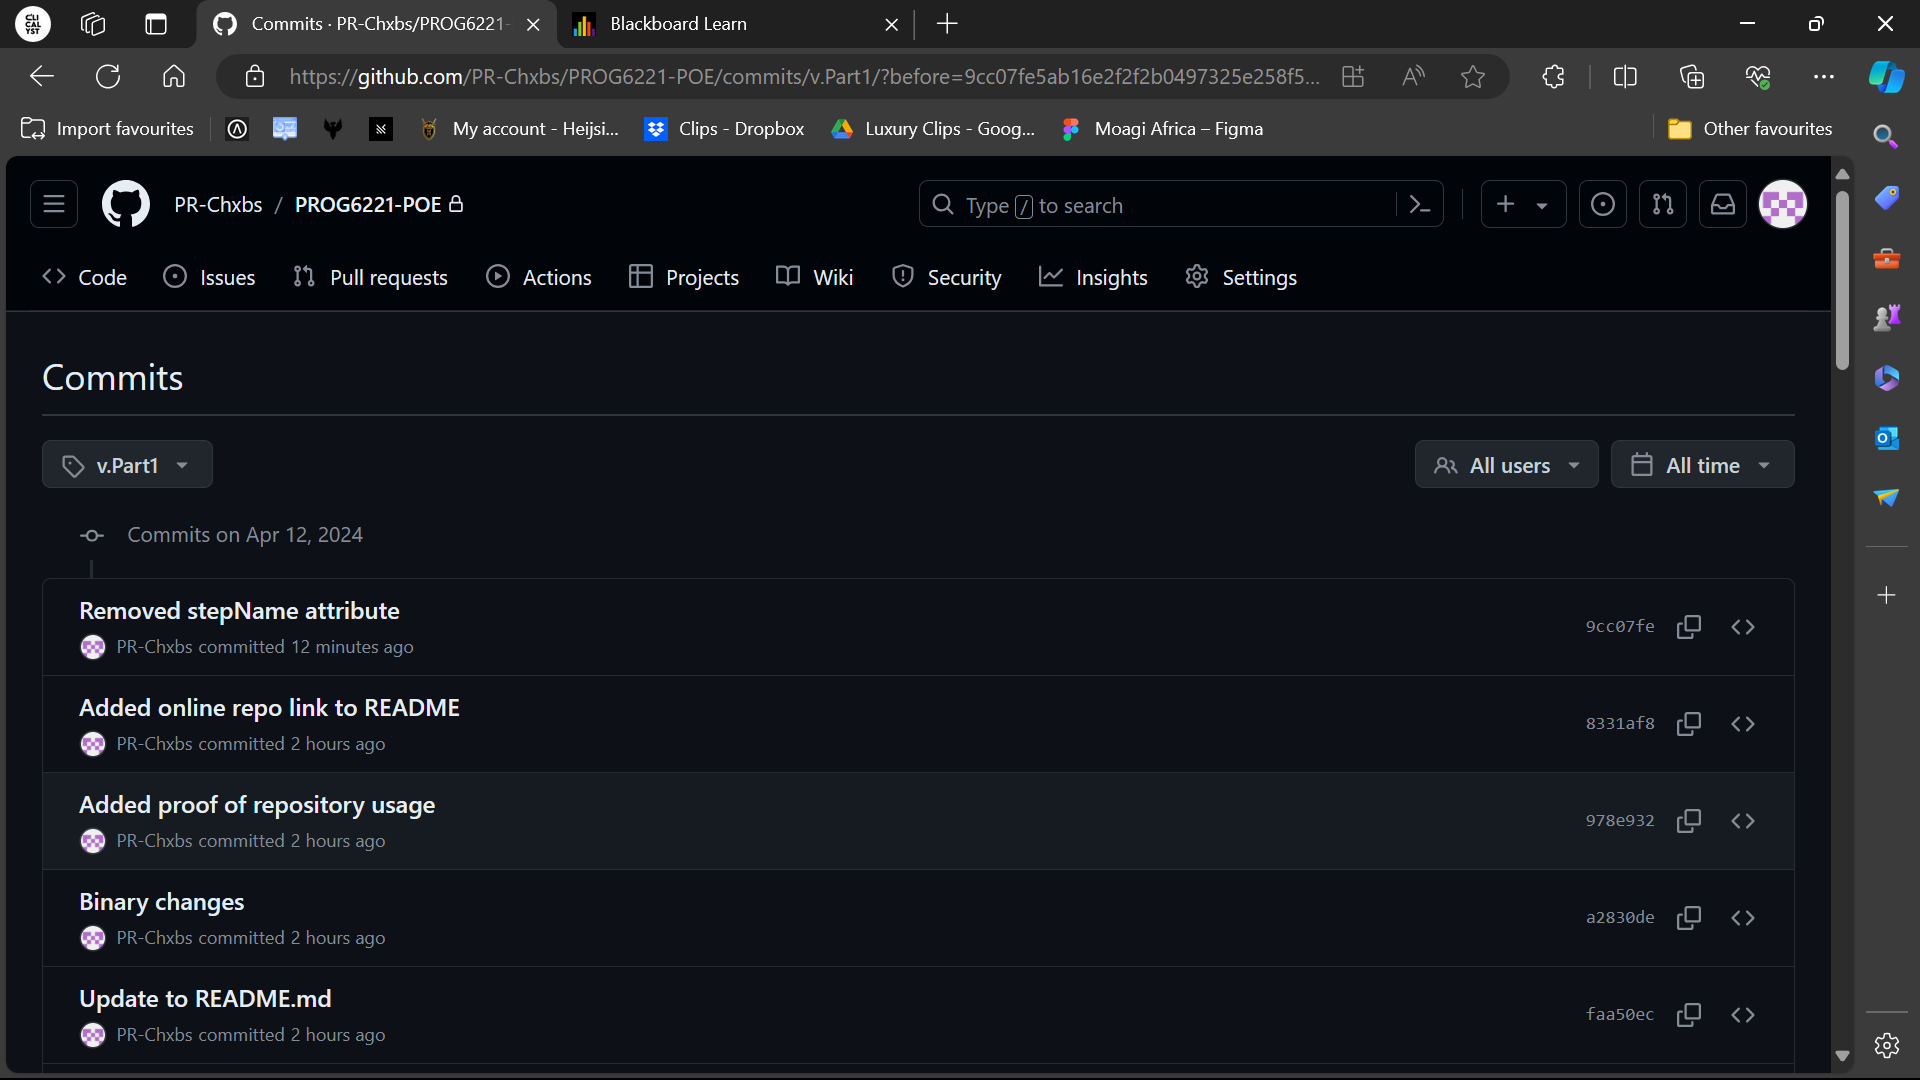 CLI
CAL
YST
Commits · PR-Chxbs/PROG6221-
Blackboard Learn
https://github.com/PR-Chxbs/PROG6221-POE/commits/v.Part1/?before=9cc07fe5ab16e2f2f2b0497325e258f5...
Import favourites
My account - Heijsi...
Clips - Dropbox
Luxury Clips - Goog...
Moagi Africa – Figma
Other favourites
PR-Chxbs / PROG6221-POE
Type / to search
Code
Issues
Pull requests
Actions
Projects
Wiki
Security
Insights
Settings
Commits
v.Part1
All users
All time
Commits on Apr 12, 2024
Removed stepName attribute
PR-Chxbs committed 12 minutes ago
9cc07fe
Added online repo link to README
PR-Chxbs committed 2 hours ago
8331af8
Added proof of repository usage
PR-Chxbs committed 2 hours ago
978e932
Binary changes
PR-Chxbs committed 2 hours ago
a2830de
Update to README.md
PR-Chxbs committed 2 hours ago
faa50ec